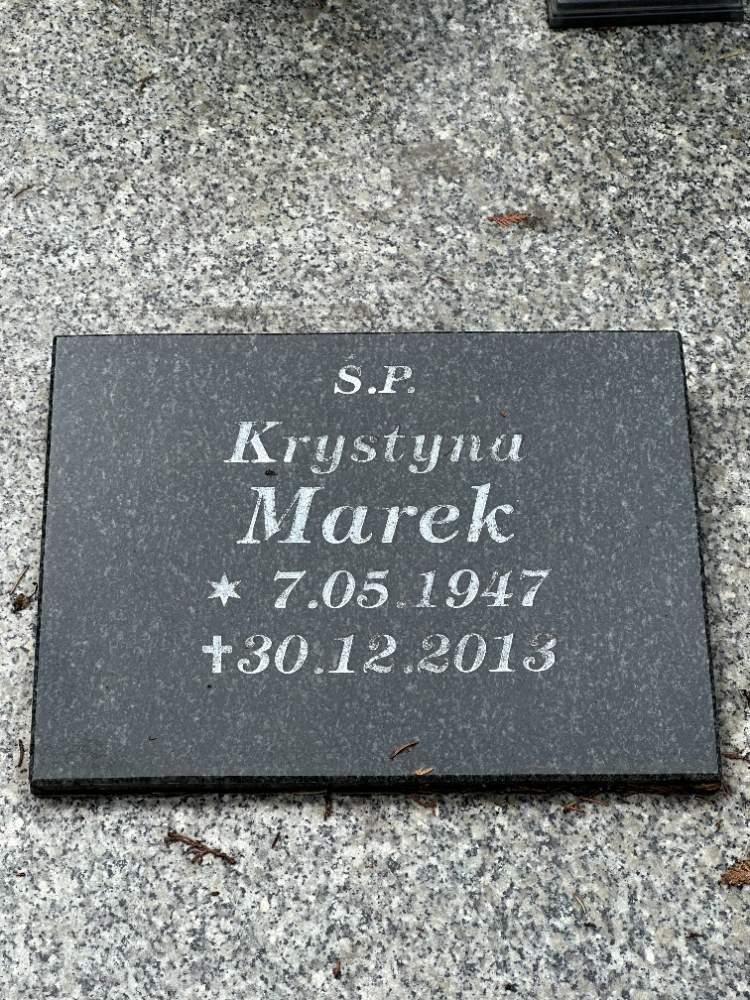 Ś.P.
Krystyna
Marek
* 7.05.1947
✝30.12.2013